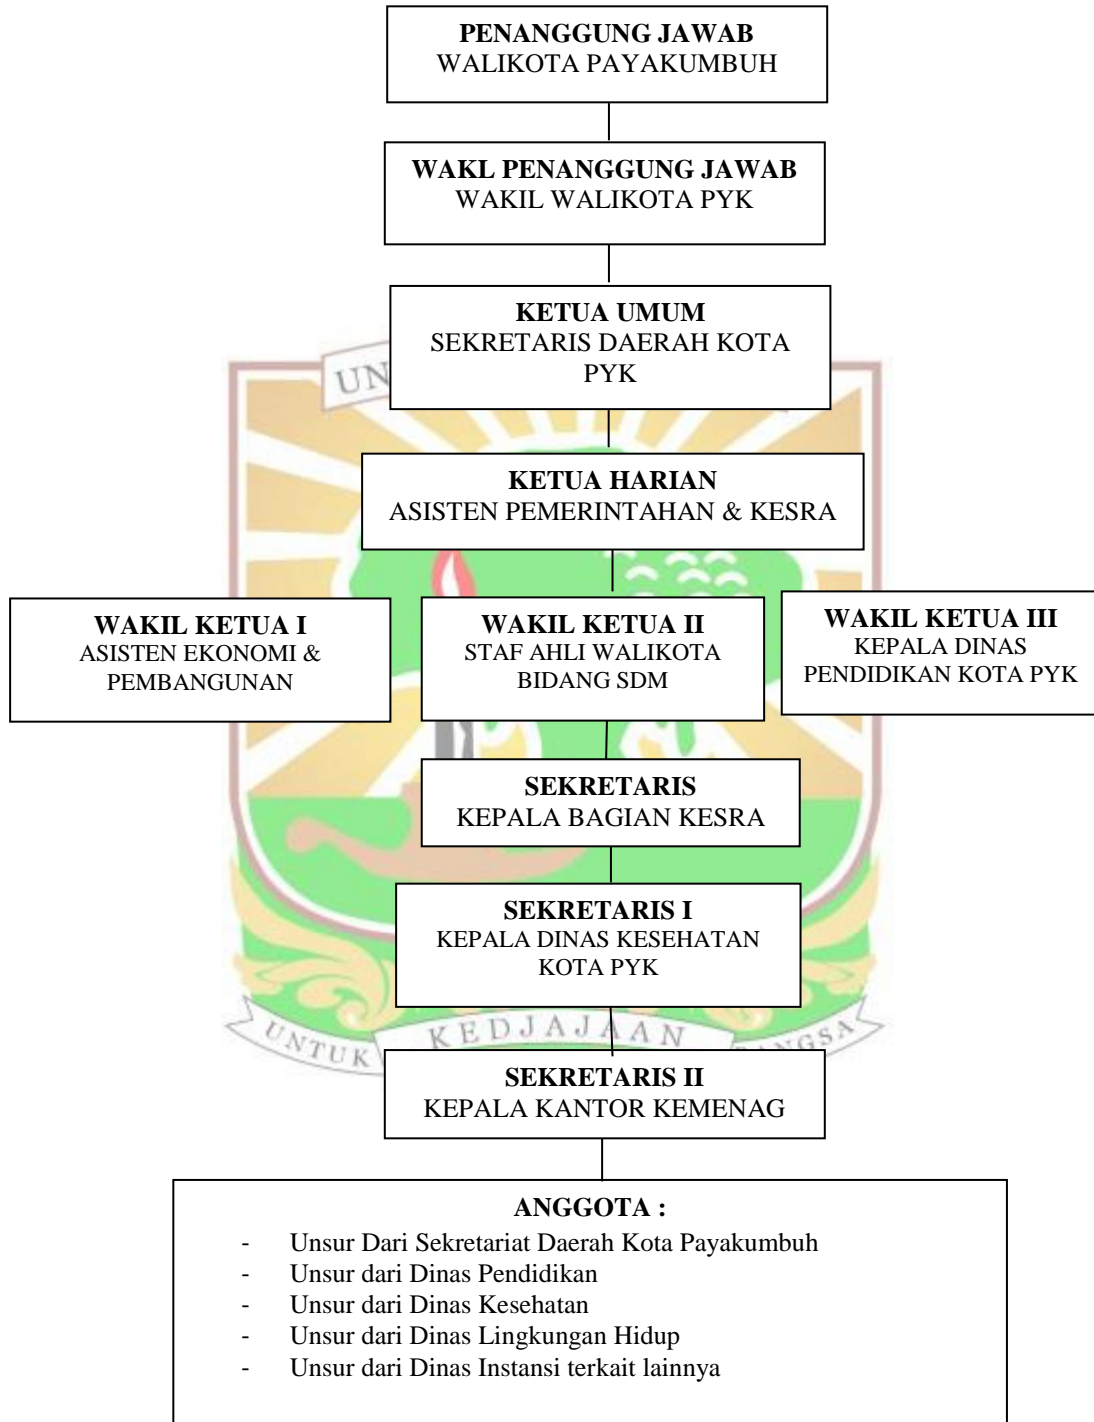 PENANGGUNG JAWAB
WALIKOTA PAYAKUMBUH
WAKL PENANGGUNG JAWAB
WAKIL WALIKOTA PYK
KETUA UMUM
SEKRETARIS DAERAH KOTA
PYK
UN
KETUA HARIAN
ASISTEN PEMERINTAHAN & KESRA
WAKIL KETUA I
ASISTEN EKONOMI &
PEMBANGUNAN
WAKIL KETUA II
STAF AHLI WALIKOTA
BIDANG SDM
WAKIL KETUA III
KEPALA DINAS
PENDIDIKAN KOTA PYK
SEKRETARIS
KEPALA BAGIAN KESRA
SEKRETARIS I
KEPALA DINAS KESEHATAN
KOTA PYK
UNTUK KEDJAJAAN BANGSA
SEKRETARIS II
KEPALA KANTOR KEMENAG
ANGGOTA :
- Unsur Dari Sekretariat Daerah Kota Payakumbuh
- Unsur dari Dinas Pendidikan
- Unsur dari Dinas Kesehatan
- Unsur dari Dinas Lingkungan Hidup
- Unsur dari Dinas Instansi terkait lainnya